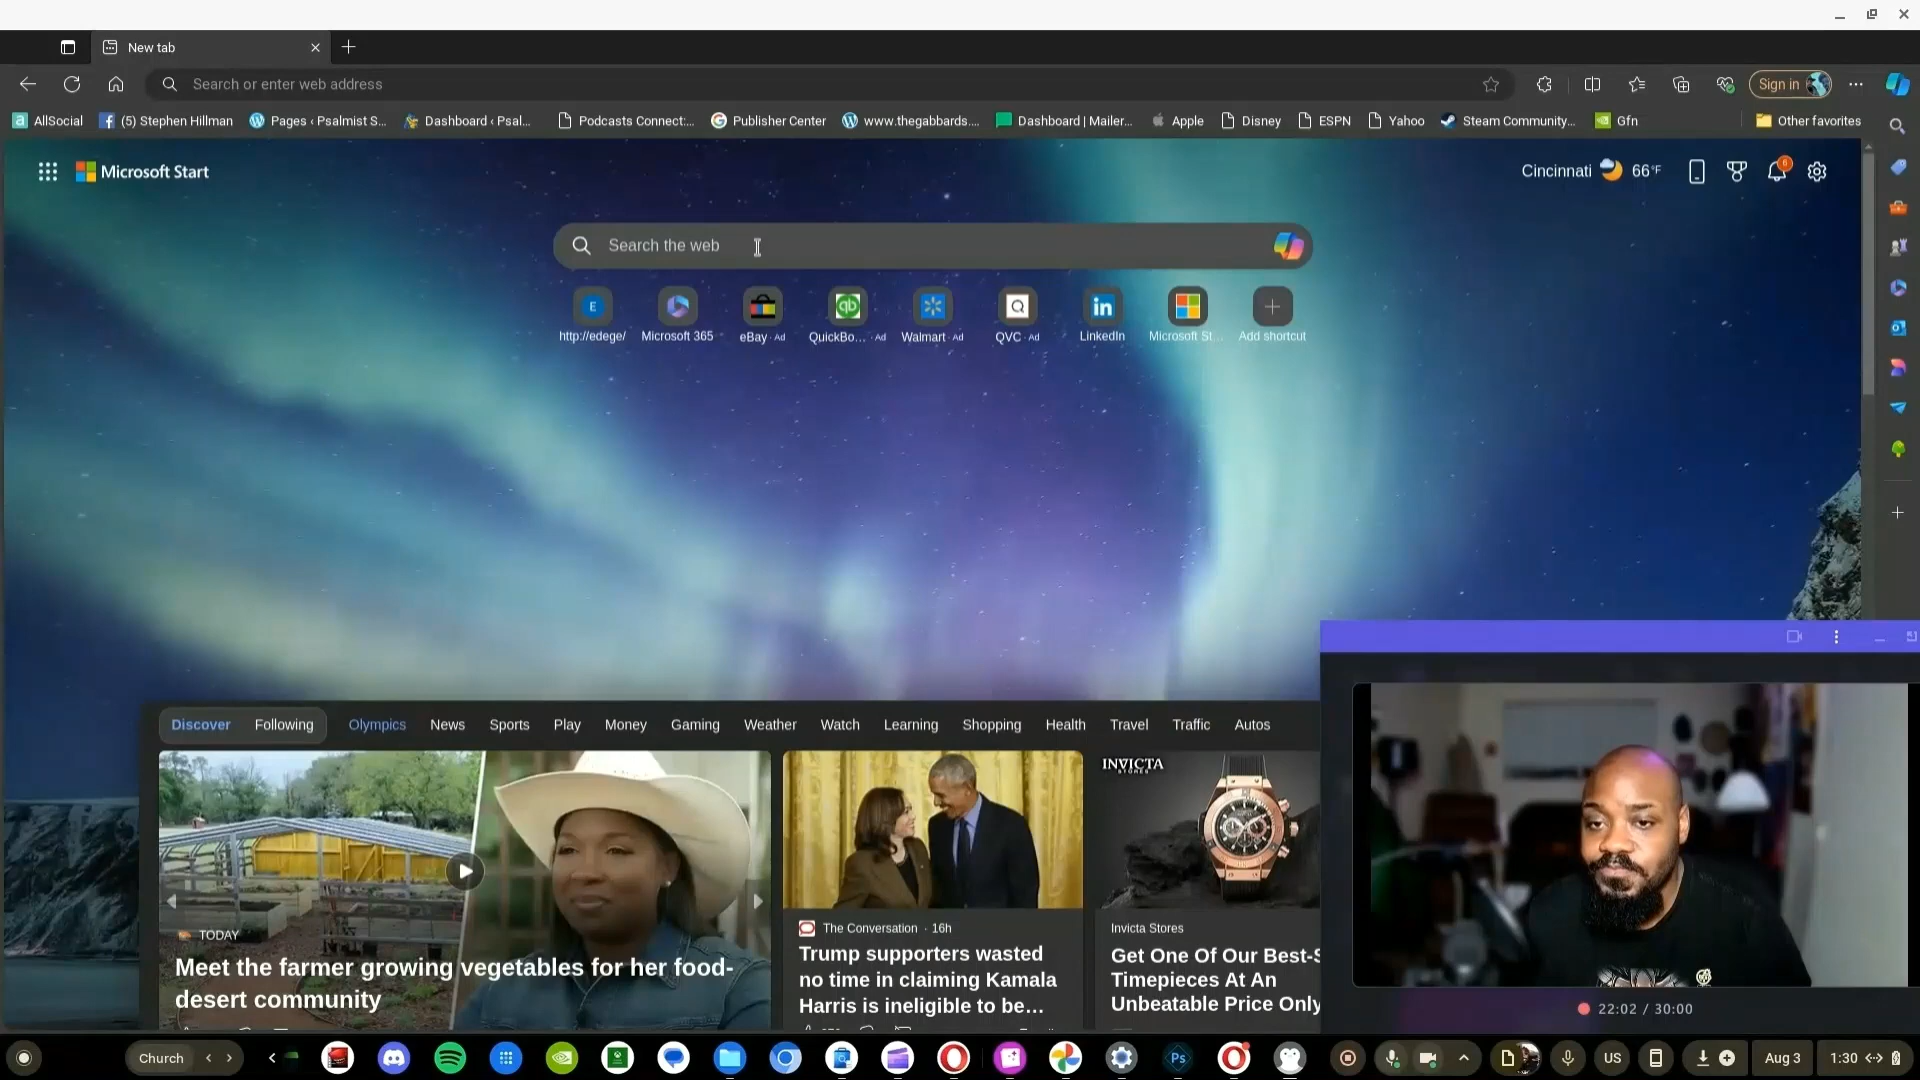 New tab
Search or enter web address
Sign in
AllSocial
(5) Stephen Hillman
Pages ‹ Psalmist S...
Dashboard ‹ Psal...
Podcasts Connect:...
Publisher Center
www.thegabbards....
Dashboard | Mailer...
Apple
Disney
ESPN
Yahoo
Steam Community...
Gfn
Other favorites
Microsoft Start
Cincinnati
66°F
6
Search the web
E
qb
Q
in
http://edege/
Microsoft 365
eBay · Ad
QuickBo... · Ad
Walmart · Ad
QVC · Ad
LinkedIn
Microsoft St...
Add shortcut
Discover
Following
Olympics
News
Sports
Play
Money
Gaming
Weather
Watch
Learning
Shopping
Health
Travel
Traffic
Autos
TODAY
Meet the farmer growing vegetables for her food-
desert community
The Conversation · 16h
Trump supporters wasted
no time in claiming Kamala
Harris is ineligible to be...
INVICTA
STORES
Invicta Stores
Get One Of Our Best-S
Timepieces At An
Unbeatable Price Only
22:02 / 30:00
Church
Ps
US
Aug 3
1:30